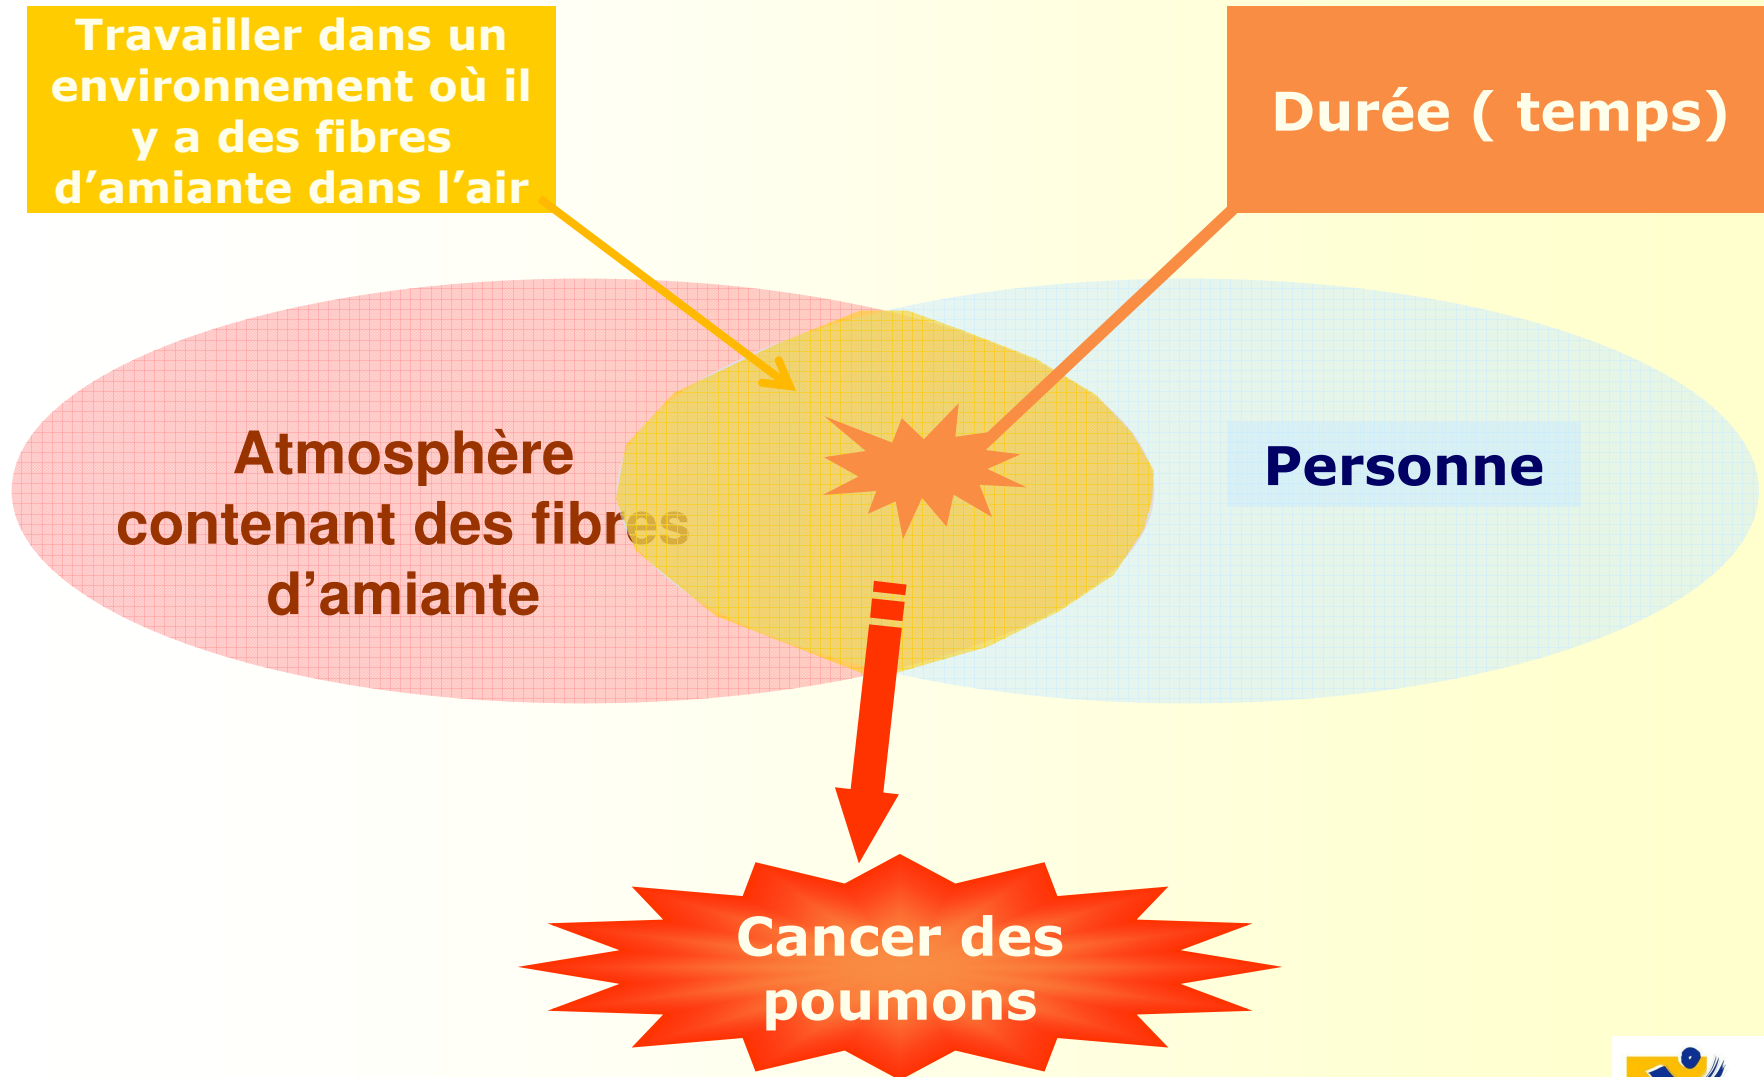 Travailler dans un
environnement où il
y a des fibres
d’amiante dans l’air
Durée ( temps)
Atmosphère
contenant des fibres
d’amiante
Personne
Cancer des
poumons